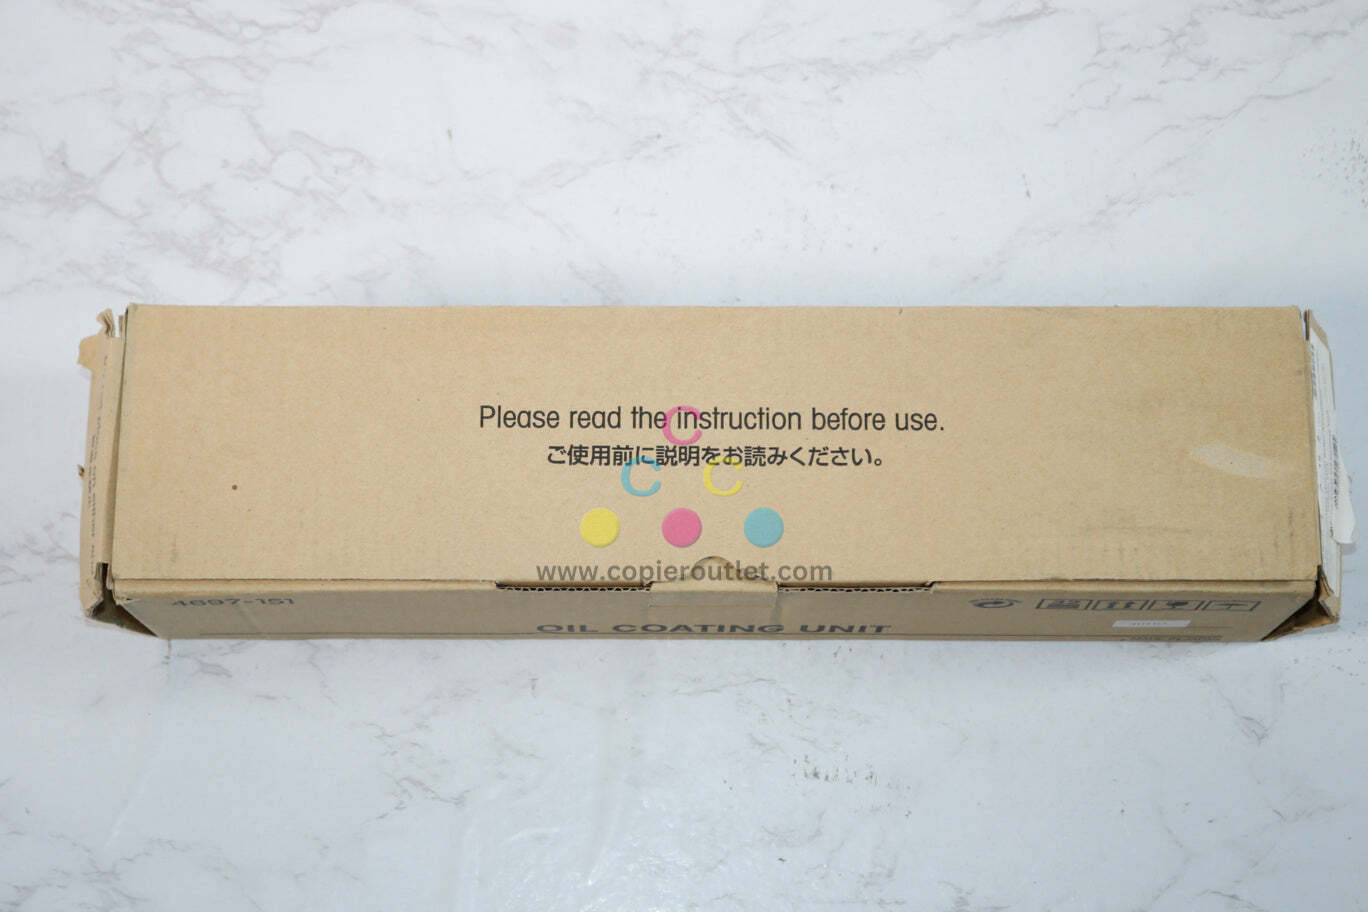 Please read the instruction before use.
ご使用前に説明をお読みください。
C
C C
www.copieroutlet.com
4697-151
OIL COATING UNIT